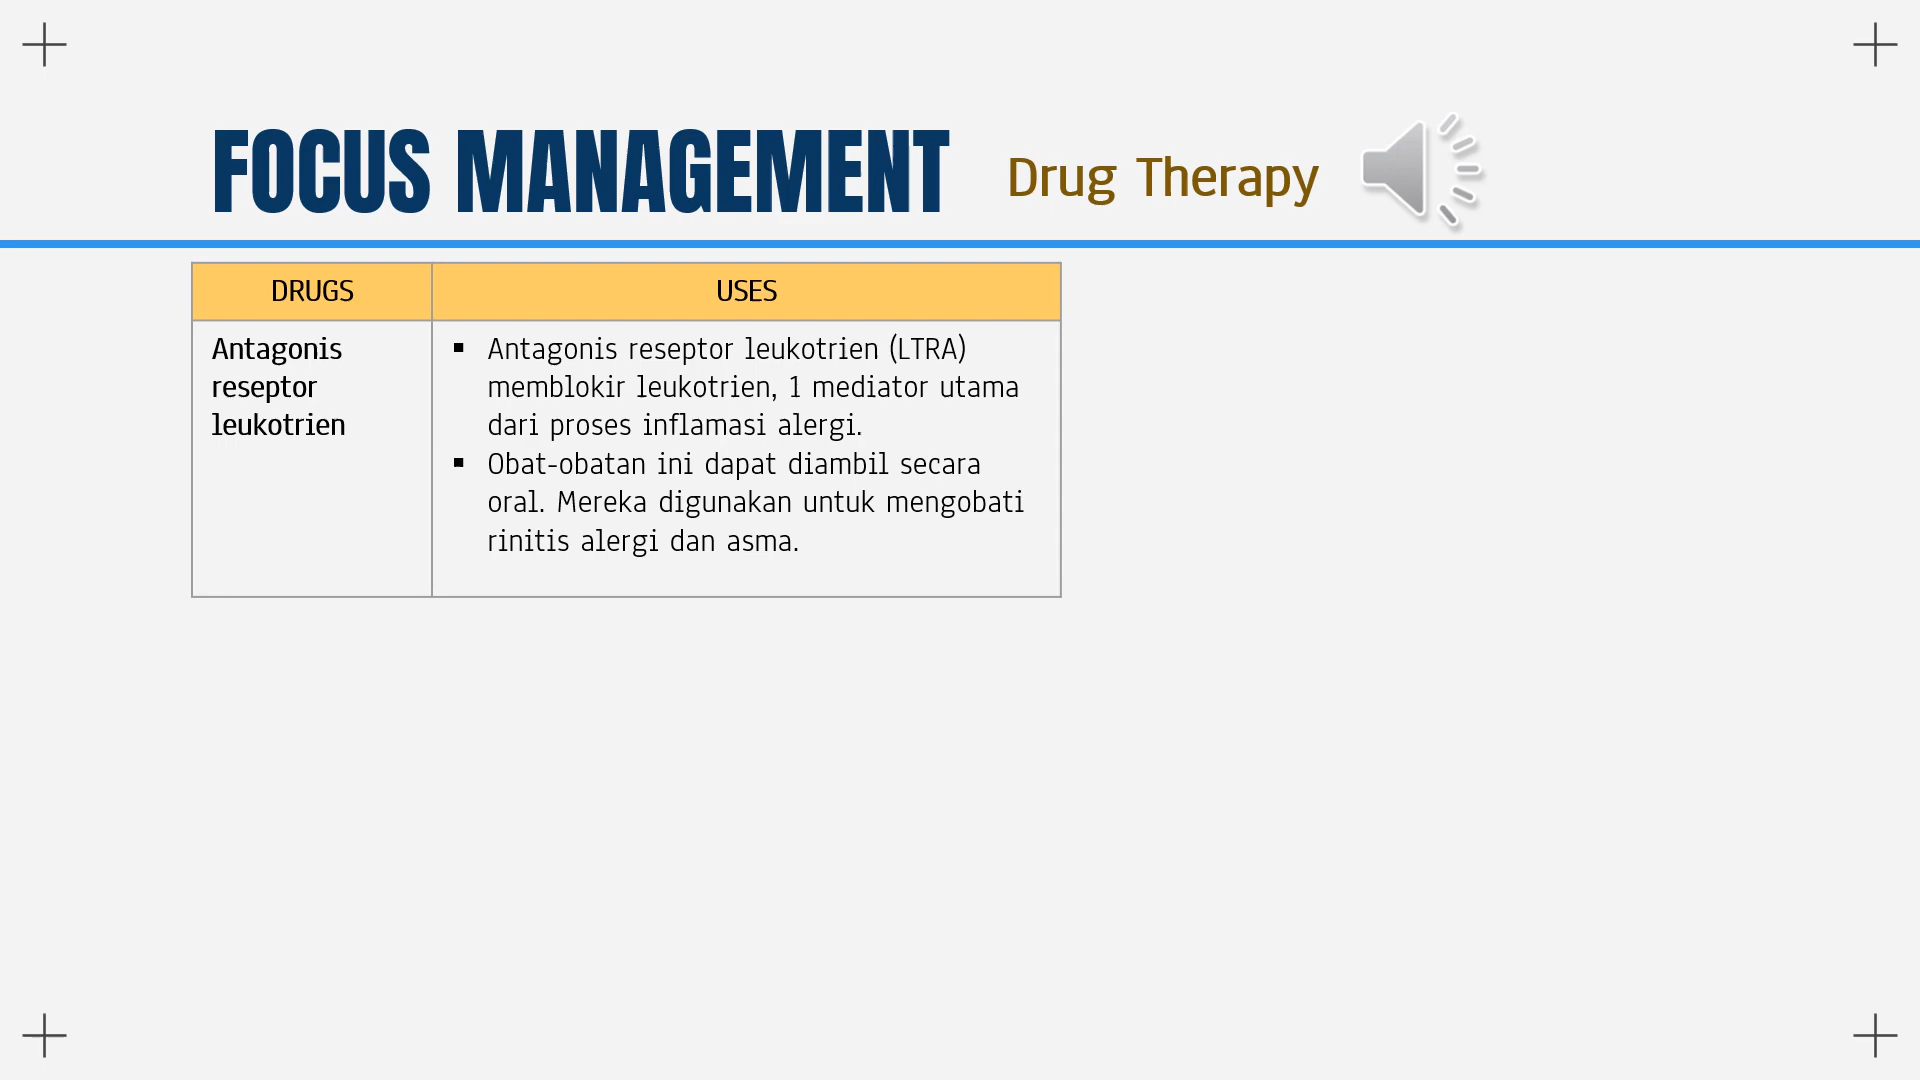 FOCUS MANAGEMENT Drug Therapy
DRUGS USES
Antagonis
reseptor
leukotrien
▪ Antagonis reseptor leukotrien (LTRA)
memblokir leukotrien, 1 mediator utama
dari proses inflamasi alergi.
▪ Obat-obatan ini dapat diambil secara
oral. Mereka digunakan untuk mengobati
rinitis alergi dan asma.